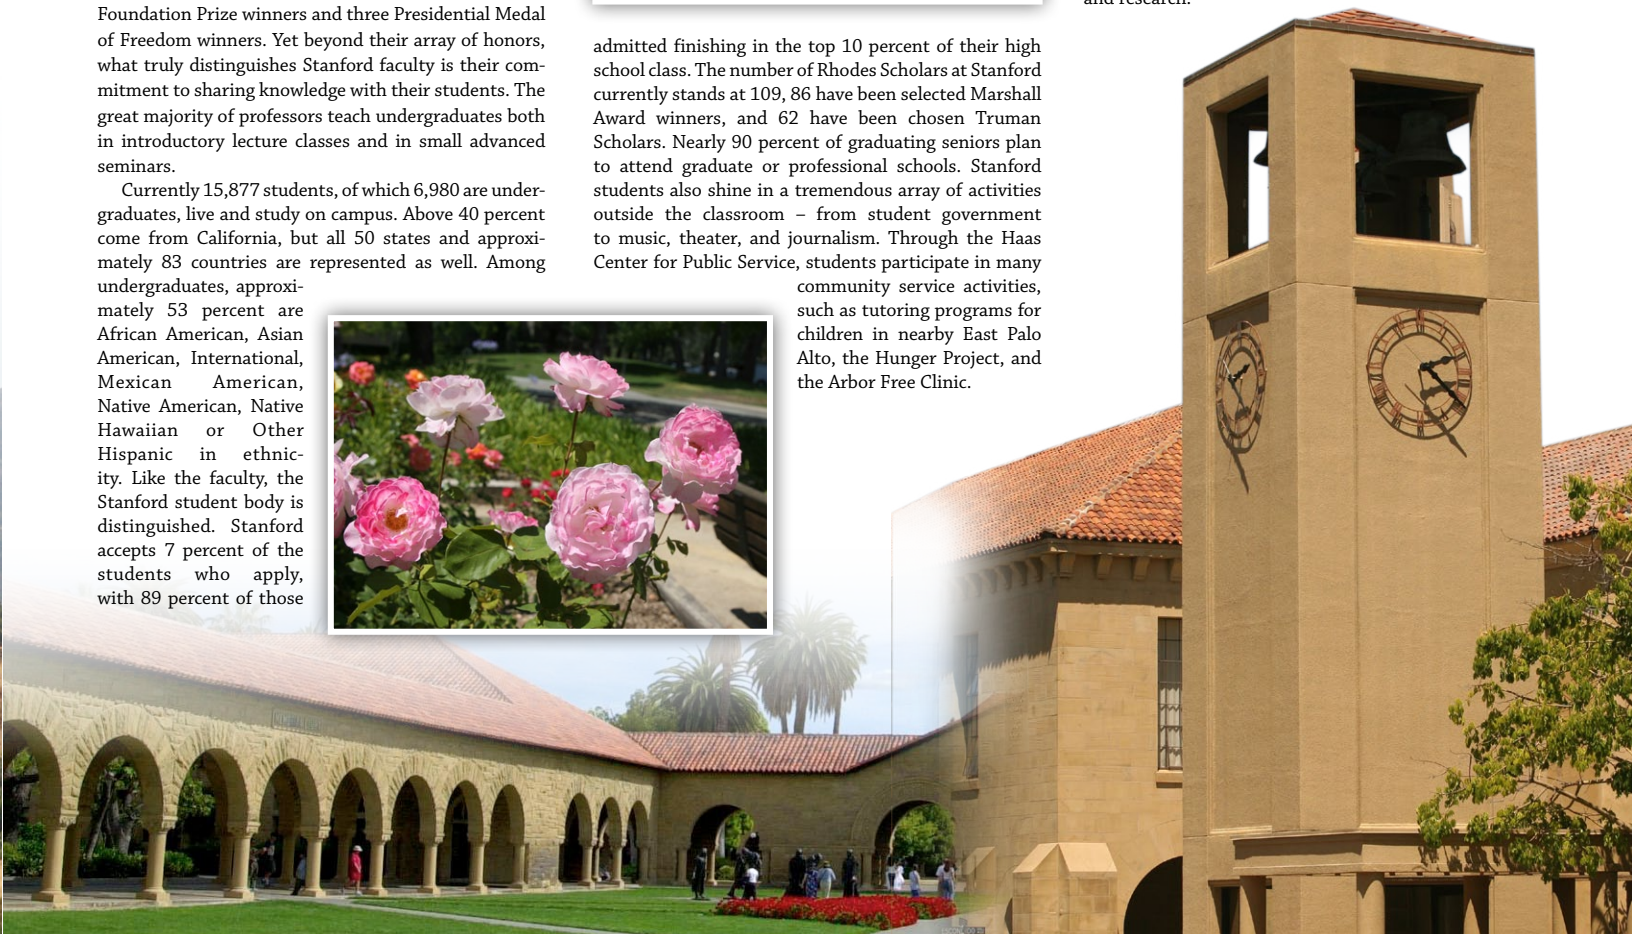 Foundation Prize winners and three Presidential Medal
of Freedom winners. Yet beyond their array of honors,
what truly distinguishes Stanford faculty is their com-
mitment to sharing knowledge with their students. The
great majority of professors teach undergraduates both
in introductory lecture classes and in small advanced
seminars.
Currently 15,877 students, of which 6,980 are under-
graduates, live and study on campus. Above 40 percent
come from California, but all 50 states and approxi-
mately 83 countries are represented as well. Among
undergraduates, approxi-
mately 53 percent are
African American, Asian
American, International,
Mexican American,
Native American, Native
Hawaiian or Other
Hispanic in ethnic-
ity. Like the faculty, the
Stanford student body is
distinguished. Stanford
accepts 7 percent of the
students who apply,
with 89 percent of those
admitted finishing in the top 10 percent of their high
school class. The number of Rhodes Scholars at Stanford
currently stands at 109, 86 have been selected Marshall
Award winners, and 62 have been chosen Truman
Scholars. Nearly 90 percent of graduating seniors plan
to attend graduate or professional schools. Stanford
students also shine in a tremendous array of activities
outside the classroom – from student government
to music, theater, and journalism. Through the Haas
Center for Public Service, students participate in many
community service activities,
such as tutoring programs for
children in nearby East Palo
Alto, the Hunger Project, and
the Arbor Free Clinic.
and research.